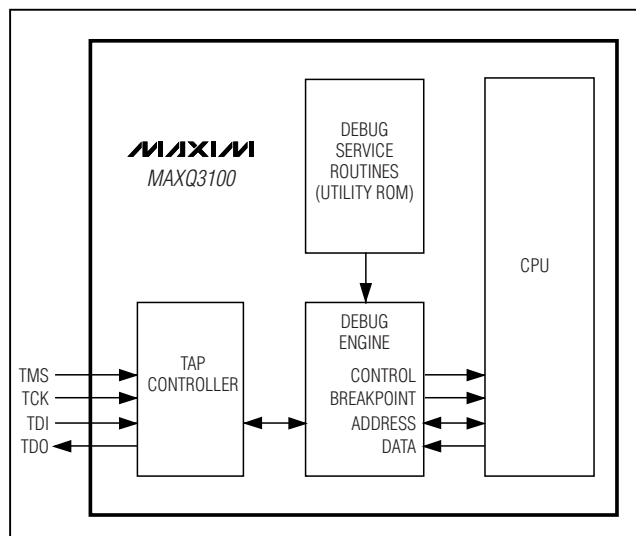 MAXIM
MAXQ3100
DEBUG
SERVICE
ROUTINES
(UTILITY ROM)
CPU
TAP
CONTROLLER
DEBUG
ENGINE
CONTROL
BREAKPOINT
ADDRESS
DATA
TMS
TCK
TDI
TDO